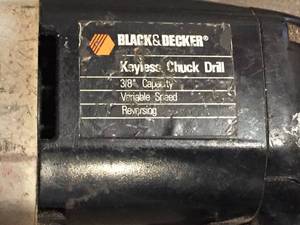 BLACK&DECKER®
Keyless Chuck Drill
3/8" Capacity
Variable Speed
Reversing